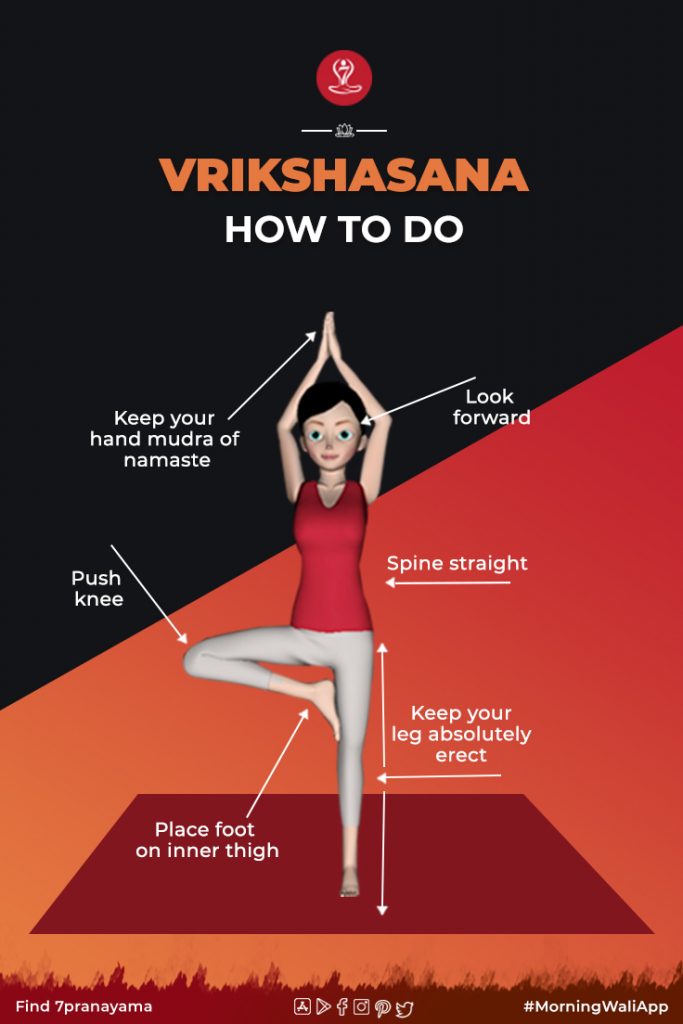 VRIKSHASANA
HOW TO DO
Keep your
hand mudra of
namaste
Look
forward
Push
knee
Spine straight
Keep your
leg absolutely
erect
Place foot
on inner thigh
Find 7pranayama
#MorningWaliApp